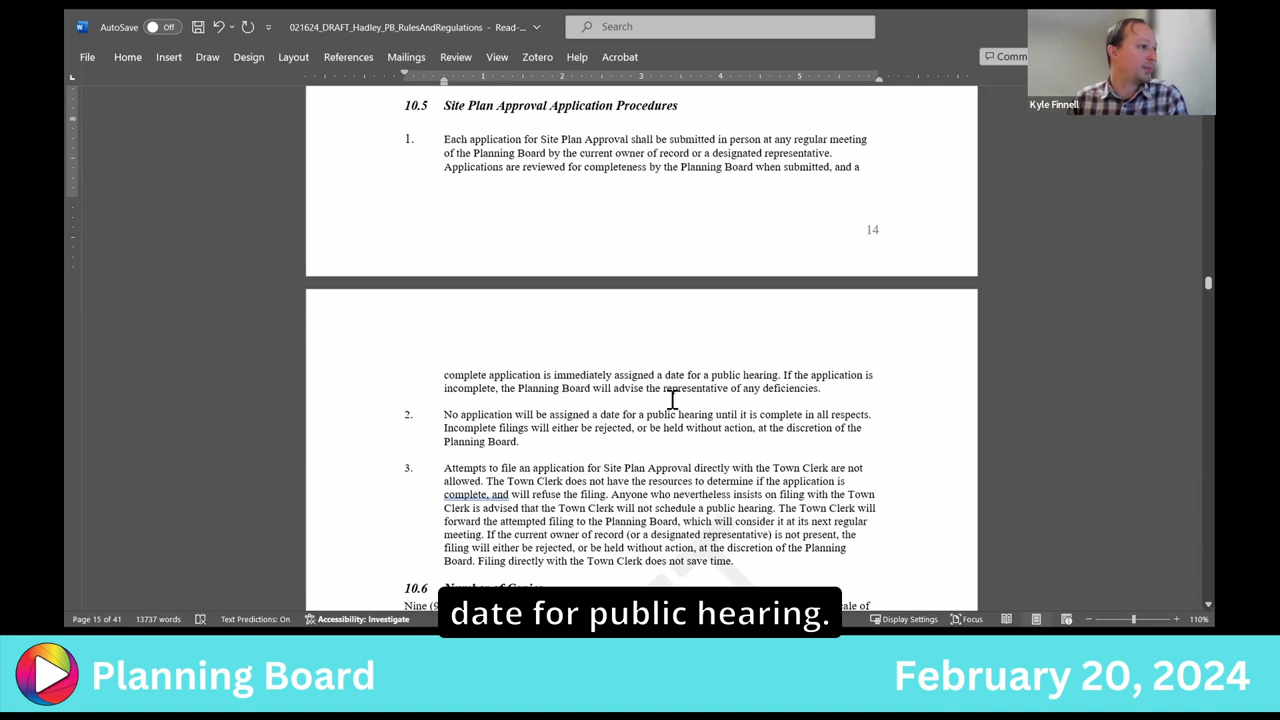 AutoSave Off 021624_DRAFT_Hadley_PB_RulesAndRegulations - Read-... Search
File Home Insert Draw Design Layout References Mailings Review View Zotero Help Acrobat Comm
Kyle Finnell
1 2 3 4 5
10.5 Site Plan Approval Application Procedures
1. Each application for Site Plan Approval shall be submitted in person at any regular meeting
of the Planning Board by the current owner of record or a designated representative.
Applications are reviewed for completeness by the Planning Board when submitted, and a
14
complete application is immediately assigned a date for a public hearing. If the application is
incomplete, the Planning Board will advise the representative of any deficiencies.
2. No application will be assigned a date for a public hearing until it is complete in all respects.
Incomplete filings will either be rejected, or be held without action, at the discretion of the
Planning Board.
3. Attempts to file an application for Site Plan Approval directly with the Town Clerk are not
allowed. The Town Clerk does not have the resources to determine if the application is
complete, and will refuse the filing. Anyone who nevertheless insists on filing with the Town
Clerk is advised that the Town Clerk will not schedule a public hearing. The Town Clerk will
forward the attempted filing to the Planning Board, which will consider it at its next regular
meeting. If the current owner of record (or a designated representative) is not present, the
filing will either be rejected, or be held without action, at the discretion of the Planning
Board. Filing directly with the Town Clerk does not save time.
10.6 Number of Copies
Nine (9
date for public hearing.
Page 15 of 41 13737 words Text Predictions: On Accessibility: Investigate Display Settings Focus 110%
Planning Board February 20, 2024